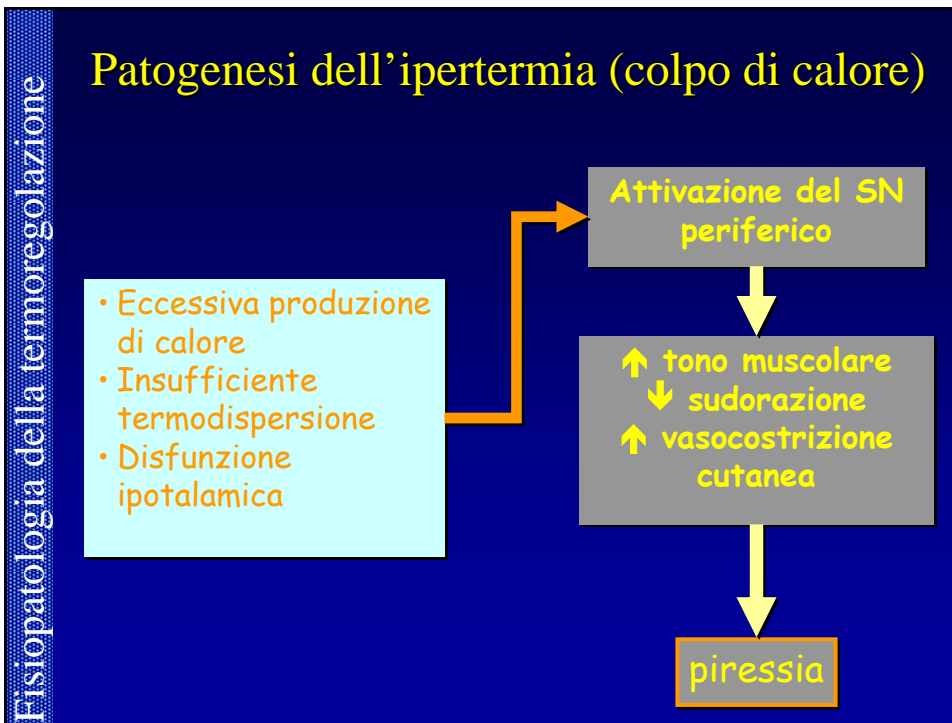 Patogenesi dell'ipertermia (colpo di calore)
Fisiopatologia della termoregolazione
• Eccessiva produzione
di calore
• Insufficiente
termodispersione
• Disfunzione
ipotalamica
Attivazione del SN
periferico
↑ tono muscolare
↓ sudorazione
↑ vasocostrizione
cutanea
piressia